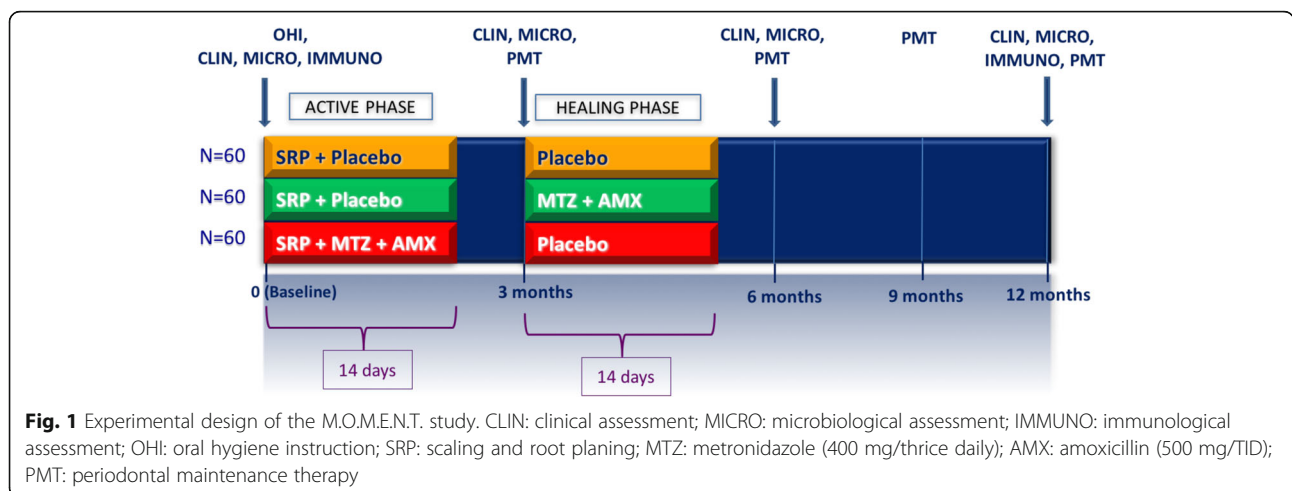 OHI,
CLIN, MICRO, IMMUNO
CLIN, MICRO,
PMT
CLIN, MICRO,
PMT
PMT
CLIN, MICRO,
IMMUNO, PMT
ACTIVE PHASE
HEALING PHASE
N=60
SRP + Placebo
Placebo
N=60
SRP + Placebo
MTZ + AMX
N=60
SRP + MTZ + AMX
Placebo
0 (Baseline)
3 months
6 months
9 months
12 months
14 days
14 days
Fig. 1 Experimental design of the M.O.M.E.N.T. study. CLIN: clinical assessment; MICRO: microbiological assessment; IMMUNO: immunological
assessment; OHI: oral hygiene instruction; SRP: scaling and root planing; MTZ: metronidazole (400 mg/thrice daily); AMX: amoxicillin (500 mg/TID);
PMT: periodontal maintenance therapy